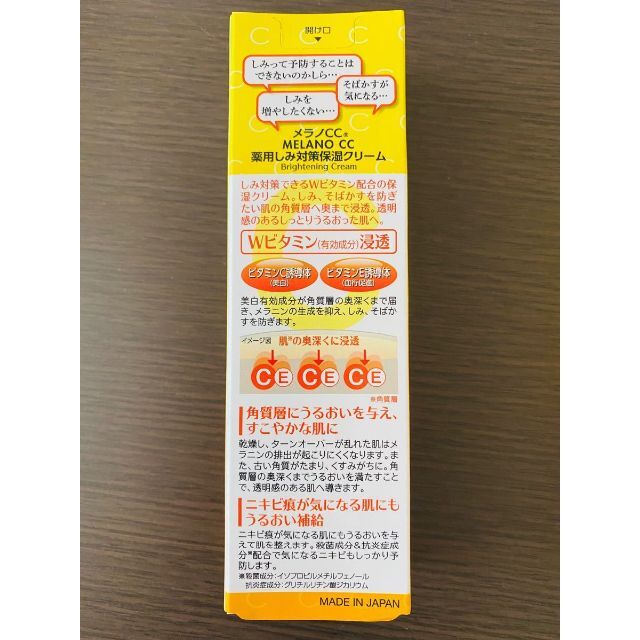 開け口
しみって予防することは
できないのかしら…
そばかすが
気になる…
しみを
増やしたくない…
メラノCC®
MELANO CC
薬用しみ対策保湿クリーム
Brightening Cream
しみ対策できるWビタミン配合の保
湿クリーム。しみ、そばかすを防ぎ
たい肌の角質層へ奥まで浸透。透明
感のあるしっとりうるおった肌へ。
Wビタミン(有効成分)浸透
ビタミンC誘導体
(美白)
ビタミンE誘導体
(血行促進)
美白有効成分が角質層の奥深くまで届
き、メラニンの生成を抑え、しみ、そばか
すを防ぎます。
イメージ図 肌※の奥深くに浸透
C E C E C E
※角質層
角質層にうるおいを与え、
すこやかな肌に
乾燥し、ターンオーバーが乱れた肌はメ
ラニンの排出が起こりにくくなります。ま
た、古い角質がたまり、くすみがちに。角
質層の奥深くまでうるおいを満たすこと
で、透明感のある肌へ導きます。
ニキビ痕が気になる肌にも
うるおい補給
ニキビ痕が気になる肌にもうるおいを与
えて肌を整えます。殺菌成分&抗炎症成
分※配合で気になるニキビもしっかり予
防します。
※殺菌成分:イソプロピルメチルフェノール
抗炎症成分:グリチルリチン酸ジカリウム
MADE IN JAPAN